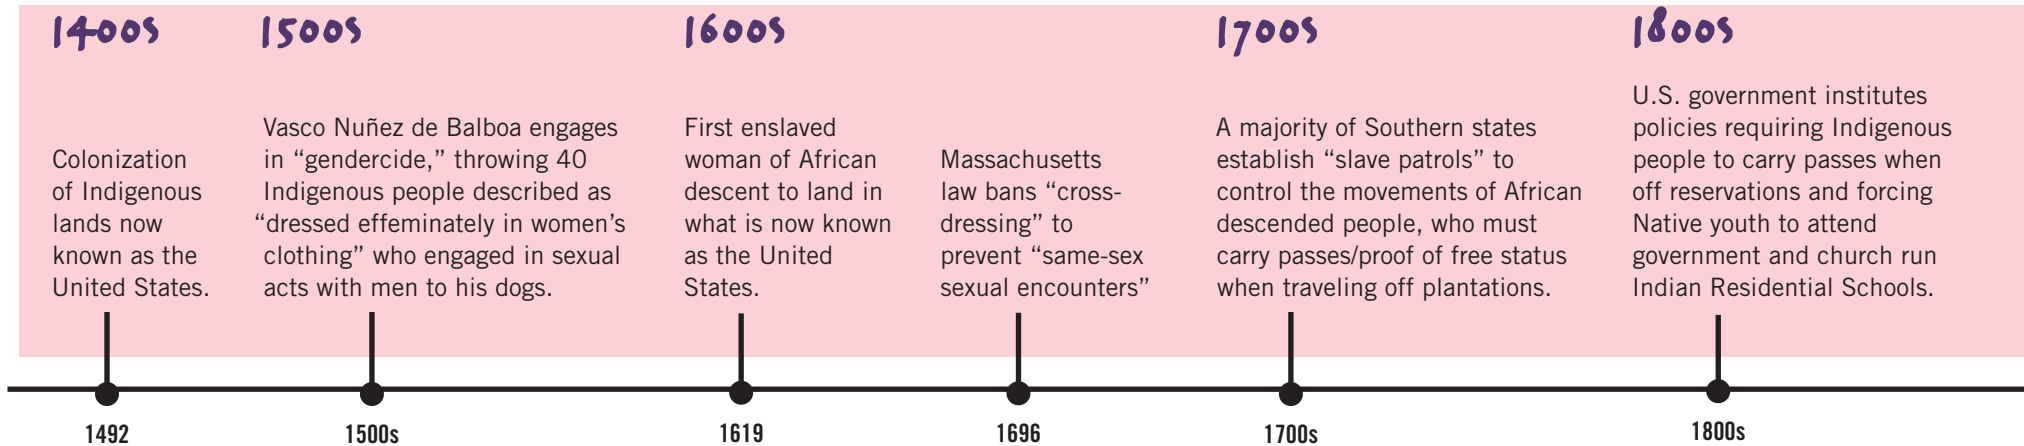 1400s
Colonization
of Indigenous
lands now
known as the
United States.
1492
1500s
Vasco Nuñez de Balboa engages
in “gendercide,” throwing 40
Indigenous people described as
“dressed effeminately in women’s
clothing” who engaged in sexual
acts with men to his dogs.
1500s
1600s
First enslaved
woman of African
descent to land in
what is now known
as the United
States.
1619
Massachusetts
law bans “cross-
dressing” to
prevent “same-sex
sexual encounters”
1696
1700s
A majority of Southern states
establish “slave patrols” to
control the movements of African
descended people, who must
carry passes/proof of free status
when traveling off plantations.
1700s
1800s
U.S. government institutes
policies requiring Indigenous
people to carry passes when
off reservations and forcing
Native youth to attend
government and church run
Indian Residential Schools.
1800s